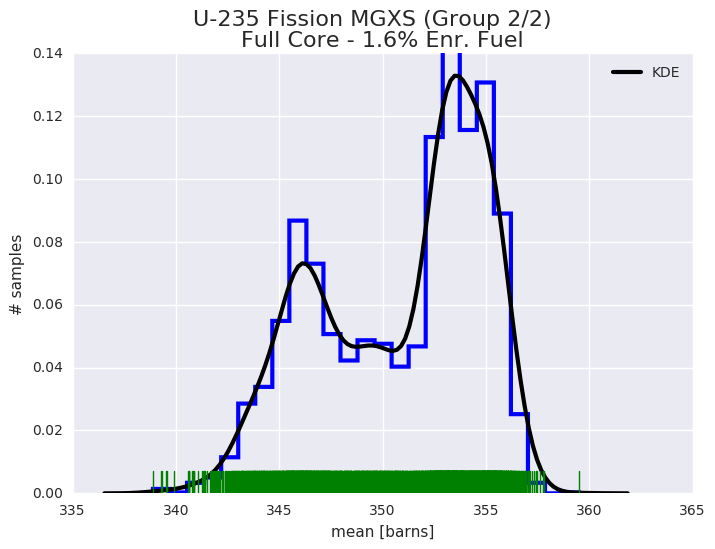 U-235 Fission MGXS (Group 2/2)
Full Core - 1.6% Enr. Fuel
KDE
0.14
0.12
0.10
0.08
0.06
0.04
0.02
0.00
# samples
335 340 345 350 355 360 365
mean [barns]